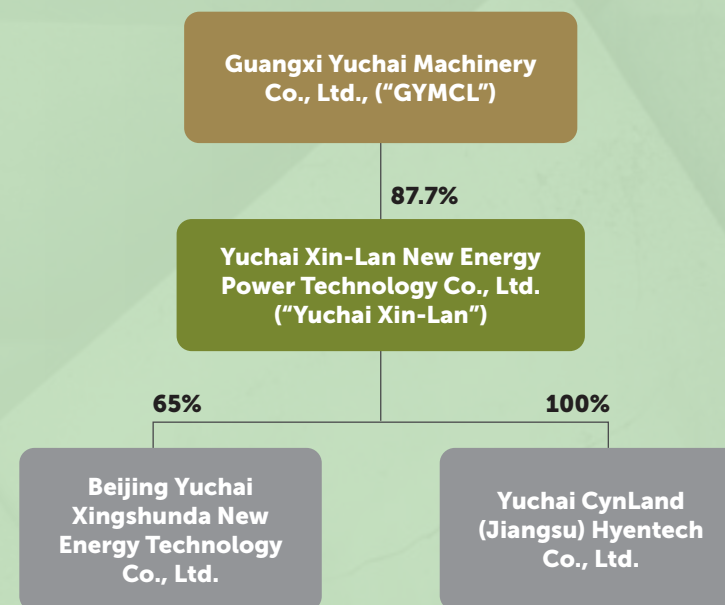 Guangxi Yuchai Machinery
Co., Ltd., (“GYMCL”)
87.7%
Yuchai Xin-Lan New Energy
Power Technology Co., Ltd.
(“Yuchai Xin-Lan”)
65%
100%
Beijing Yuchai
Xingshunda New
Energy Technology
Co., Ltd.
Yuchai CynLand
(Jiangsu) Hyentech
Co., Ltd.